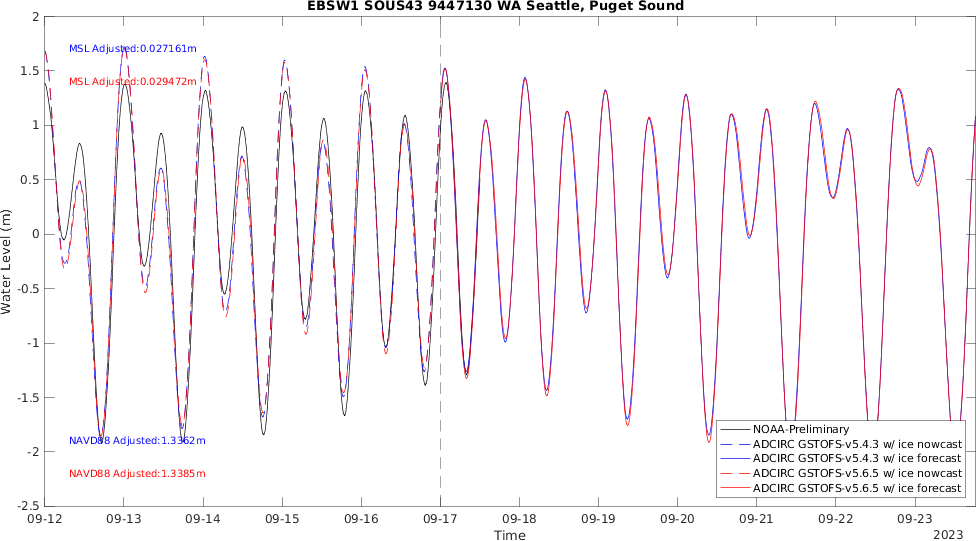 EBSW1 SOUS43 9447130 WA Seattle, Puget Sound
2
1.5
1
0.5
0
-0.5
-1
-1.5
-2
-2.5
Water Level (m)
MSL Adjusted:0.027161m
MSL Adjusted:0.029472m
NAVD88 Adjusted:1.3362m
NAVD88 Adjusted:1.3385m
NOAA-Preliminary
ADCIRC GSTOFS-v5.4.3 w/ ice nowcast
ADCIRC GSTOFS-v5.4.3 w/ ice forecast
ADCIRC GSTOFS-v5.6.5 w/ ice nowcast
ADCIRC GSTOFS-v5.6.5 w/ ice forecast
09-12 09-13 09-14 09-15 09-16 09-17 09-18 09-19 09-20 09-21 09-22 09-23
Time
2023